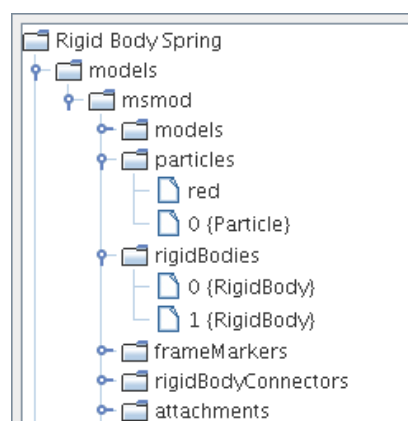 Rigid Body Spring
models
msmod
models
particles
red
0 {Particle}
rigidBodies
0 {RigidBody}
1 {RigidBody}
frameMarkers
rigidBodyConnectors
attachments